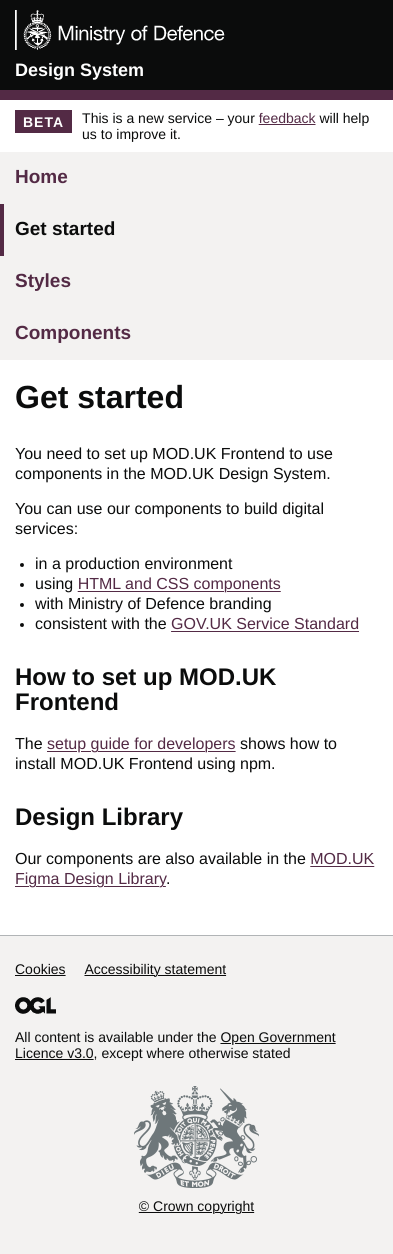 Ministry of Defence
Design System
BETA
This is a new service – your feedback will help
us to improve it.
Home
Get started
Styles
Components
Get started
You need to set up MOD.UK Frontend to use
components in the MOD.UK Design System.
You can use our components to build digital
services:
• in a production environment
• using HTML and CSS components
• with Ministry of Defence branding
• consistent with the GOV.UK Service Standard
How to set up MOD.UK
Frontend
The setup guide for developers shows how to
install MOD.UK Frontend using npm.
Design Library
Our components are also available in the MOD.UK
Figma Design Library.
Cookies Accessibility statement
OGL
All content is available under the Open Government
Licence v3.0, except where otherwise stated
DIEU ET MON DROIT
© Crown copyright